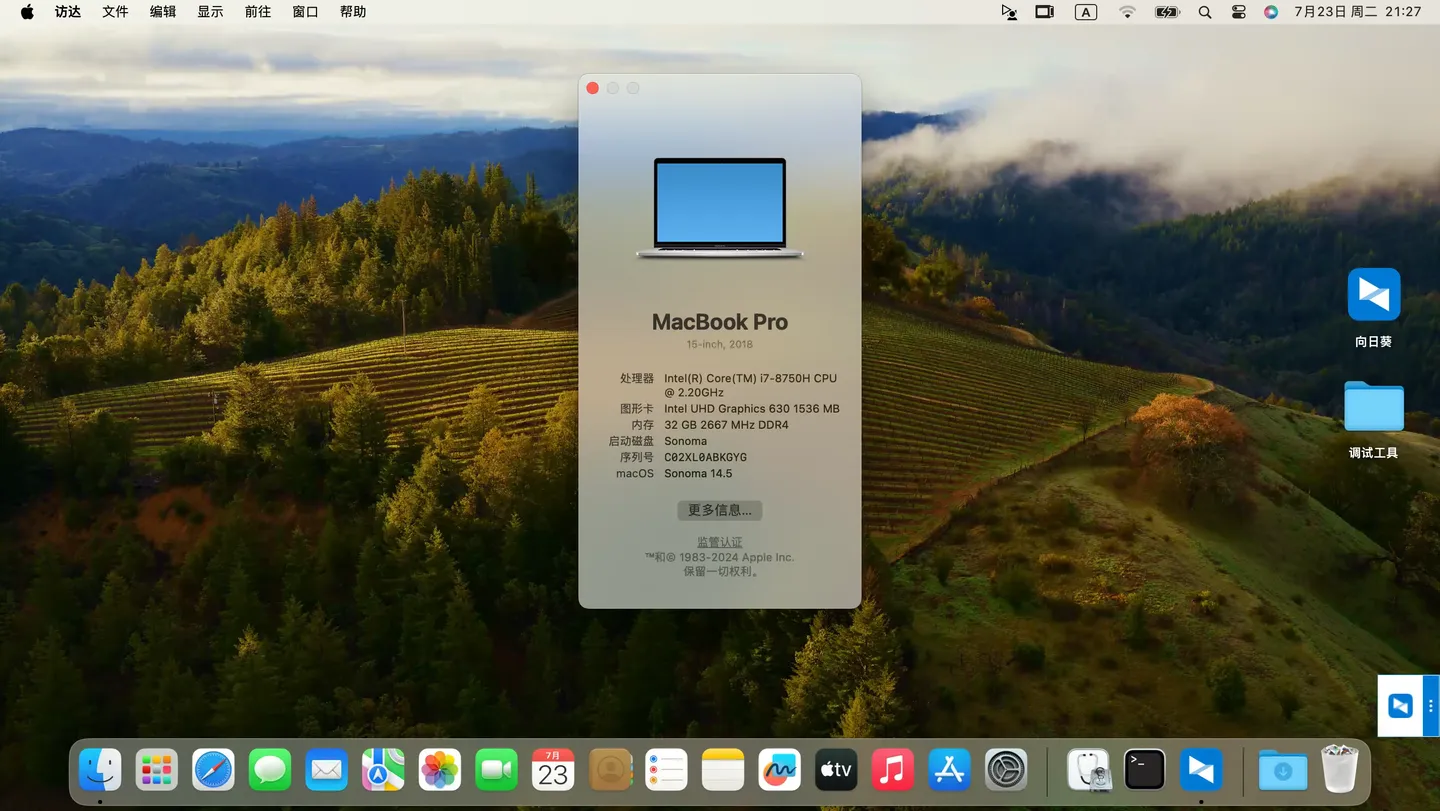 访达 文件 编辑 显示 前往 窗口 帮助
A 7月23日 周二 21:27
MacBook Pro
15-inch, 2018
处理器 Intel(R) Core(TM) i7-8750H CPU
@ 2.20GHz
图形卡 Intel UHD Graphics 630 1536 MB
内存 32 GB 2667 MHz DDR4
启动磁盘 Sonoma
序列号 C02XL0ABKGYG
macOS Sonoma 14.5
更多信息...
监管认证
™和© 1983-2024 Apple Inc.
保留一切权利。
向日葵
调试工具
7月
23
tv
>_